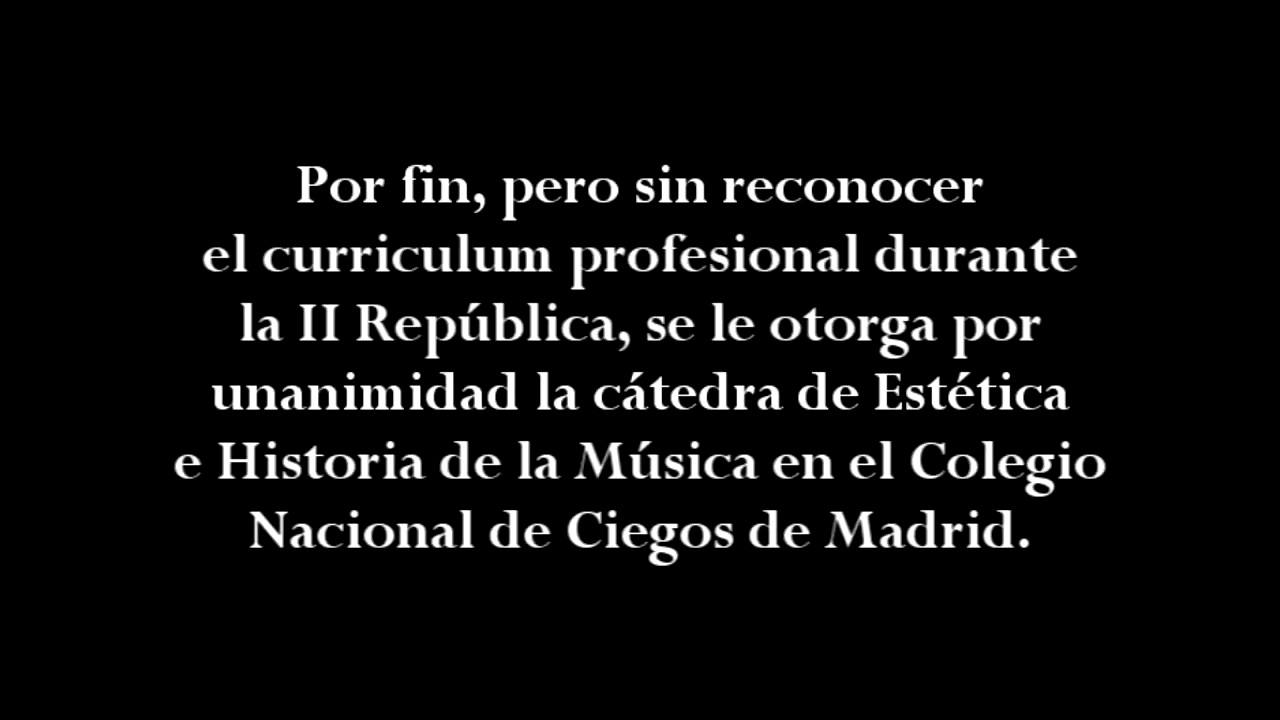 Por fin, pero sin reconocer
el curriculum profesional durante
la II República, se le otorga por
unanimidad la cátedra de Estética
e Historia de la Música en el Colegio
Nacional de Ciegos de Madrid.